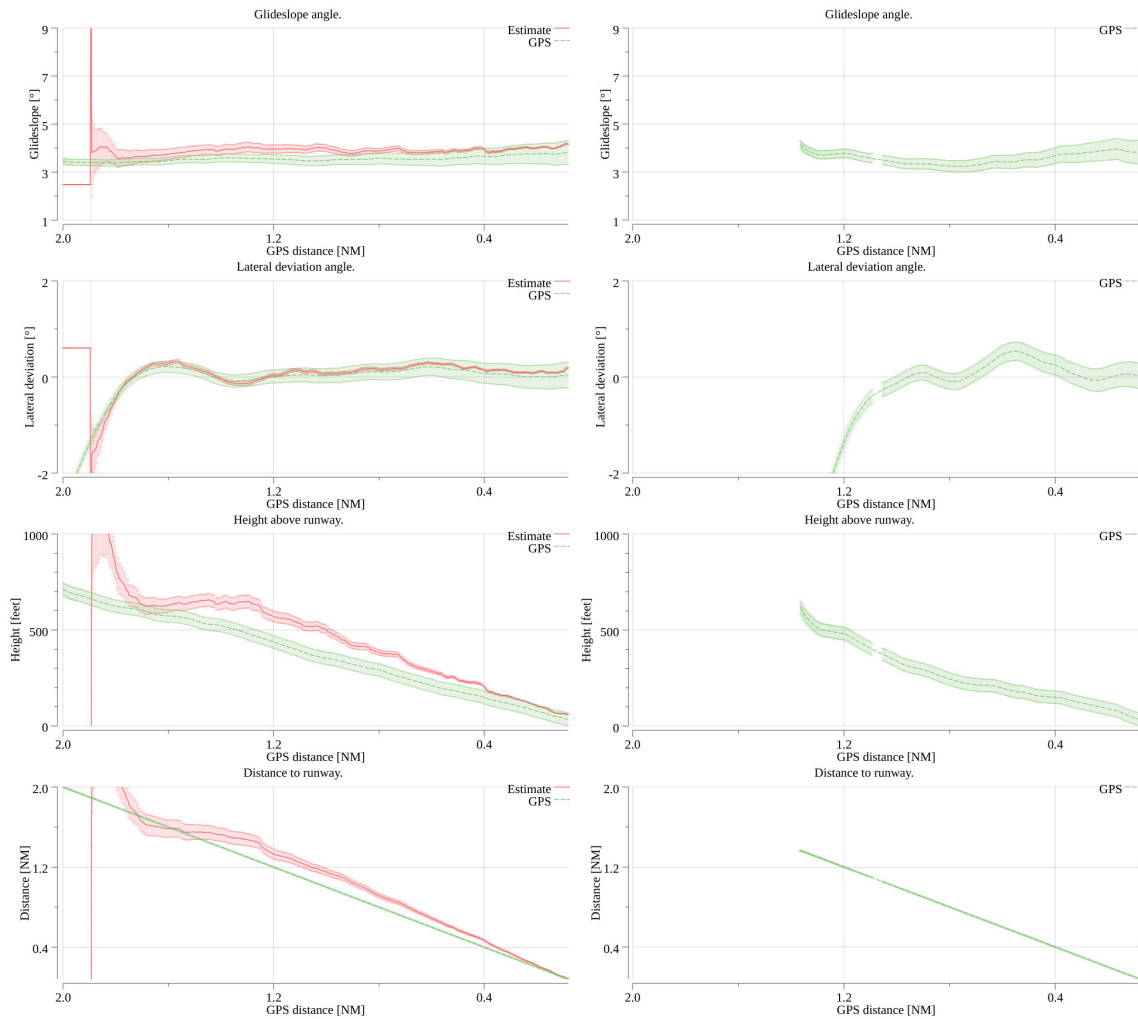 Glideslope angle.
Estimate
GPS
9
7
5
3
1
Glideslope [°]
2.0
1.2
0.4
GPS distance [NM]
Glideslope angle.
GPS
9
7
5
3
1
Glideslope [°]
2.0
1.2
0.4
GPS distance [NM]
Lateral deviation angle.
Estimate
GPS
2
0
-2
Lateral deviation [°]
2.0
1.2
0.4
GPS distance [NM]
Lateral deviation angle.
GPS
2
0
-2
Lateral deviation [°]
2.0
1.2
0.4
GPS distance [NM]
Height above runway.
Estimate
GPS
1000
500
0
Height [feet]
2.0
1.2
0.4
GPS distance [NM]
Height above runway.
GPS
1000
500
0
Height [feet]
2.0
1.2
0.4
GPS distance [NM]
Distance to runway.
Estimate
GPS
2.0
1.2
0.4
Distance [NM]
2.0
1.2
0.4
GPS distance [NM]
Distance to runway.
GPS
2.0
1.2
0.4
Distance [NM]
2.0
1.2
0.4
GPS distance [NM]